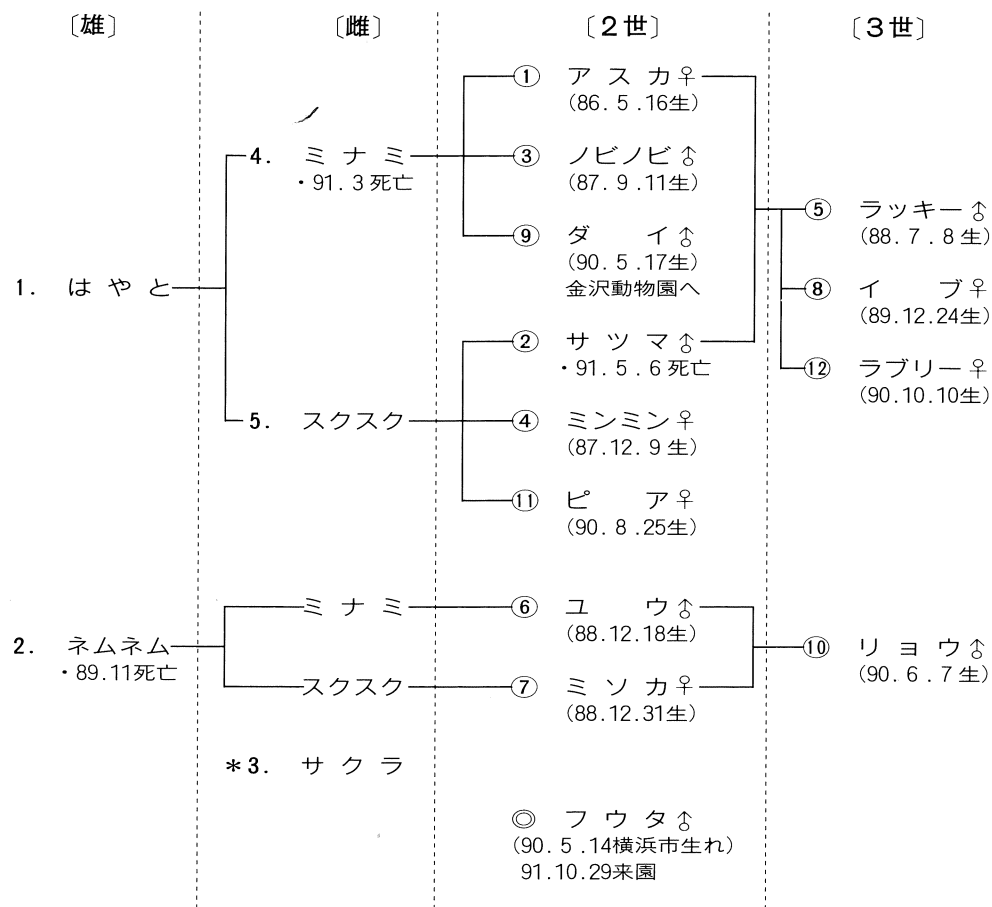 〔雄〕 〔雌〕 〔2世〕 〔3世〕
① アスカ♀
(86.5.16生)
4. ミナミ ③ ノビノビ♂
・91.3死亡 (87.9.11生)
⑤ ラッキー♂
(88.7.8生)
⑨ ダイ♂
(90.5.17生)
金沢動物園へ
1. はやと ⑧ イブ♀
(89.12.24生)
② サツマ♂
・91.5.6死亡
⑫ ラブリー♀
(90.10.10生)
5. スクスク ④ ミンミン♀
(87.12.9生)
⑪ ピア♀
(90.8.25生)
ミナミ ⑥ ユウ♂
(88.12.18生)
2. ネムネム ⑩ リョウ♂
・89.11死亡 (90.6.7生)
スクスク ⑦ ミソカ♀
(88.12.31生)
*3. サクラ
◎ フウタ♂
(90.5.14横浜市生れ)
91.10.29来園